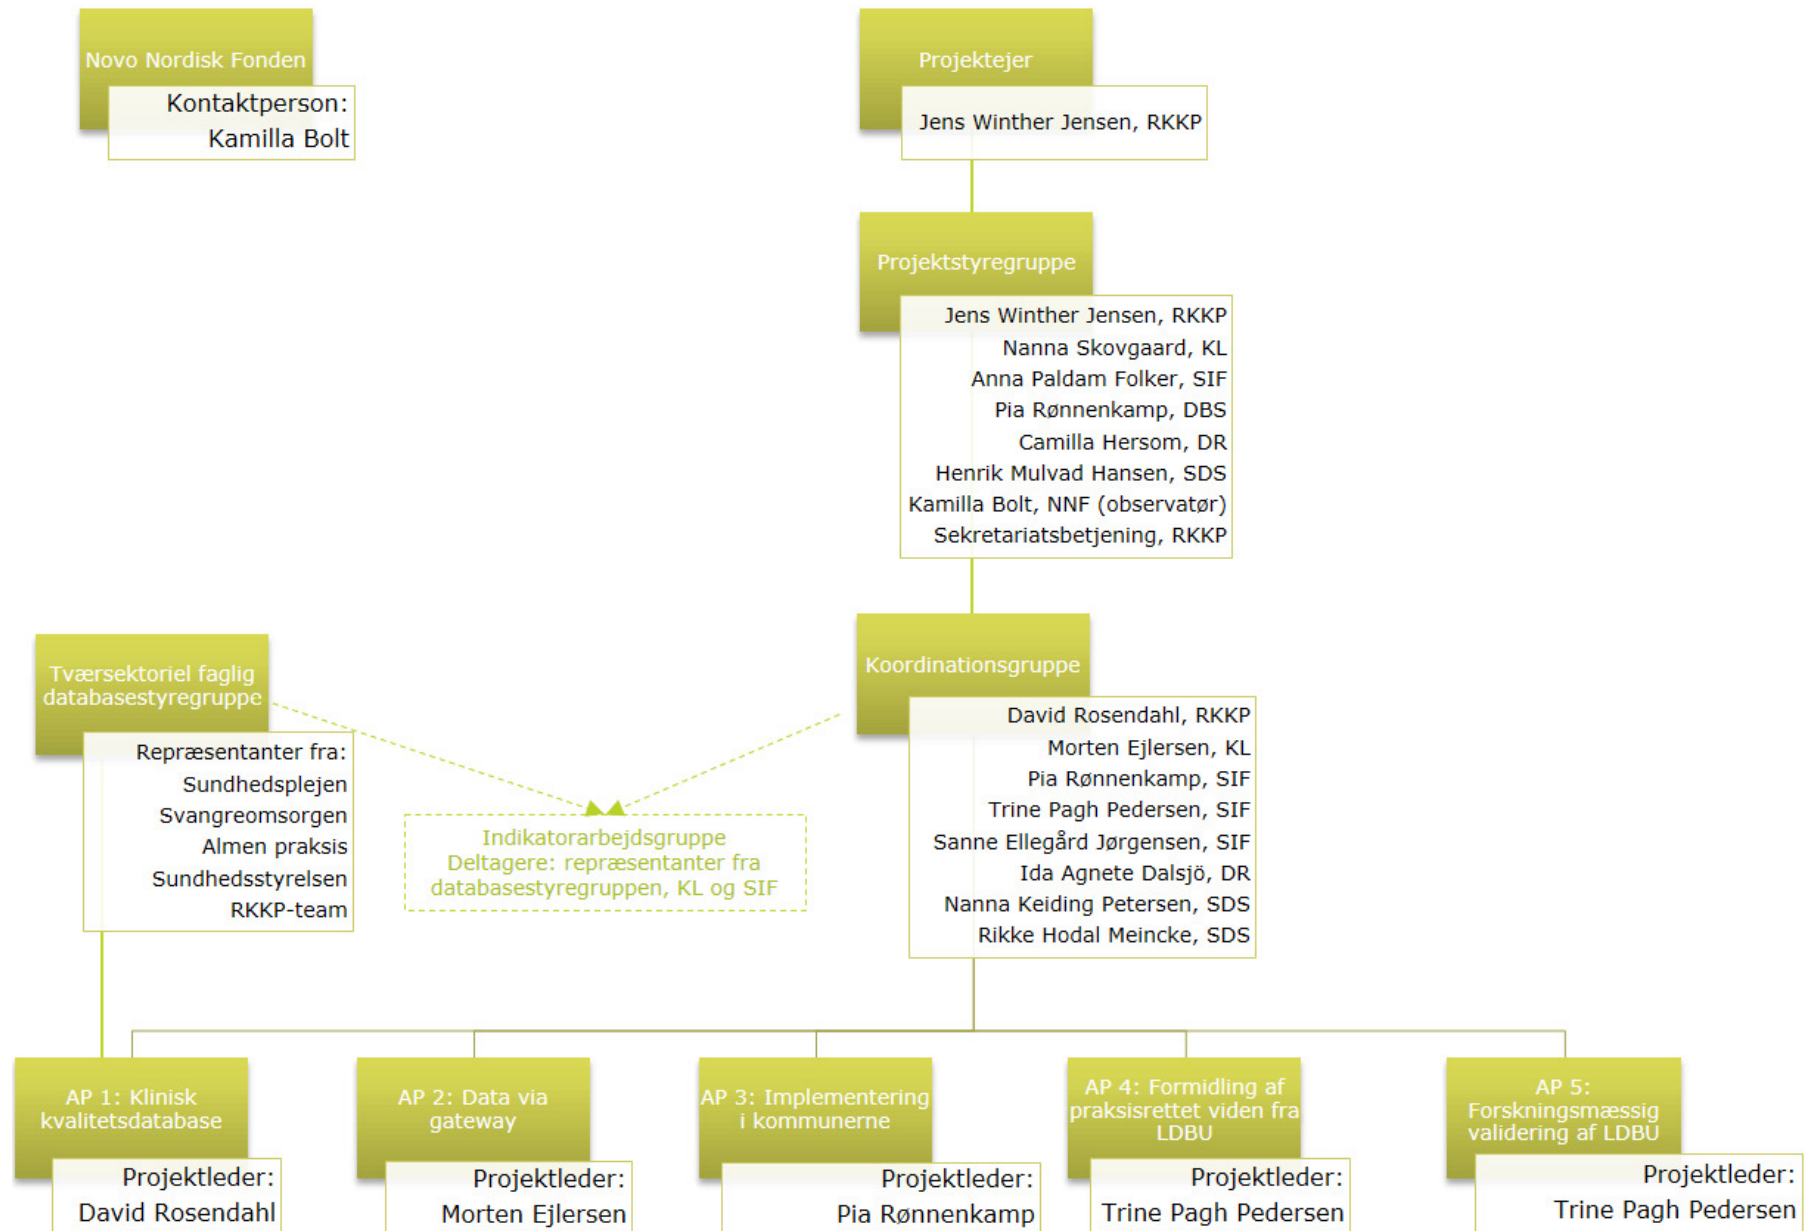 Novo Nordisk Fonden
Kontaktperson:
Kamilla Bolt
Projektejer
Jens Winther Jensen, RKKP
Projektstyregruppe
Jens Winther Jensen, RKKP
Nanna Skovgaard, KL
Anna Paldam Folker, SIF
Pia Rønnenkamp, DBS
Camilla Hersom, DR
Henrik Mulvad Hansen, SDS
Kamilla Bolt, NNF (observatør)
Sekretariatsbetjening, RKKP
Tværsektoriel faglig
databasestyregruppe
Repræsentanter fra:
Sundhedsplejen
Svangreomsorgen
Almen praksis
Sundhedsstyrelsen
RKKP-team
Indikatorarbejdsgruppe
Deltagere: repræsentanter fra
databasestyregruppen, KL og SIF
Koordinationsgruppe
David Rosendahl, RKKP
Morten Ejlersen, KL
Pia Rønnenkamp, SIF
Trine Pagh Pedersen, SIF
Sanne Ellegård Jørgensen, SIF
Ida Agnete Dalsjö, DR
Nanna Keiding Petersen, SDS
Rikke Hodal Meincke, SDS
AP 1: Klinisk
kvalitetsdatabase
Projektleder:
David Rosendahl
AP 2: Data via
gateway
Projektleder:
Morten Ejlersen
AP 3: Implementering
i kommunerne
Projektleder:
Pia Rønnenkamp
AP 4: Formidling af
praksisrettet viden fra
LDBU
Projektleder:
Trine Pagh Pedersen
AP 5:
Forskningsmæssig
validering af LDBU
Projektleder:
Trine Pagh Pedersen